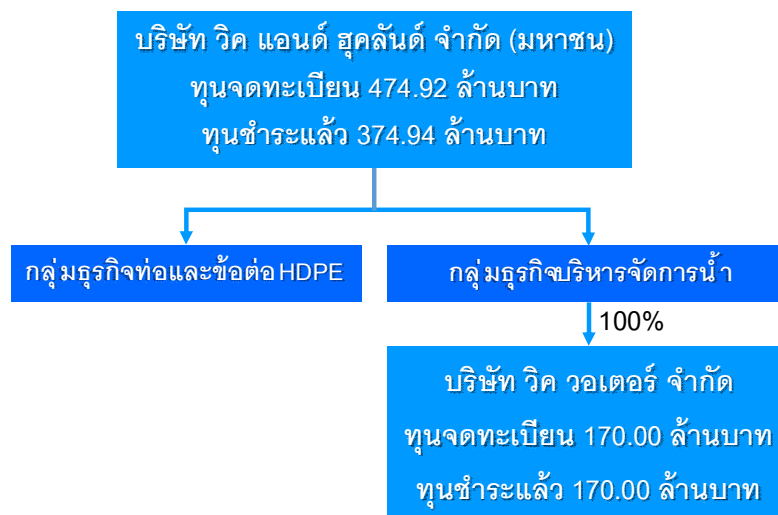 บริษัท วิค แอนด์ ฮุคลันด์ จำกัด (มหาชน)
ทุนจดทะเบียน 474.92 ล้านบาท
ทุนชำระแล้ว 374.94 ล้านบาท
กลุ่มธุรกิจท่อและข้อต่อ HDPE
กลุ่มธุรกิจบริหารจัดการน้ำ
100%
บริษัท วิค วอเตอร์ จำกัด
ทุนจดทะเบียน 170.00 ล้านบาท
ทุนชำระแล้ว 170.00 ล้านบาท